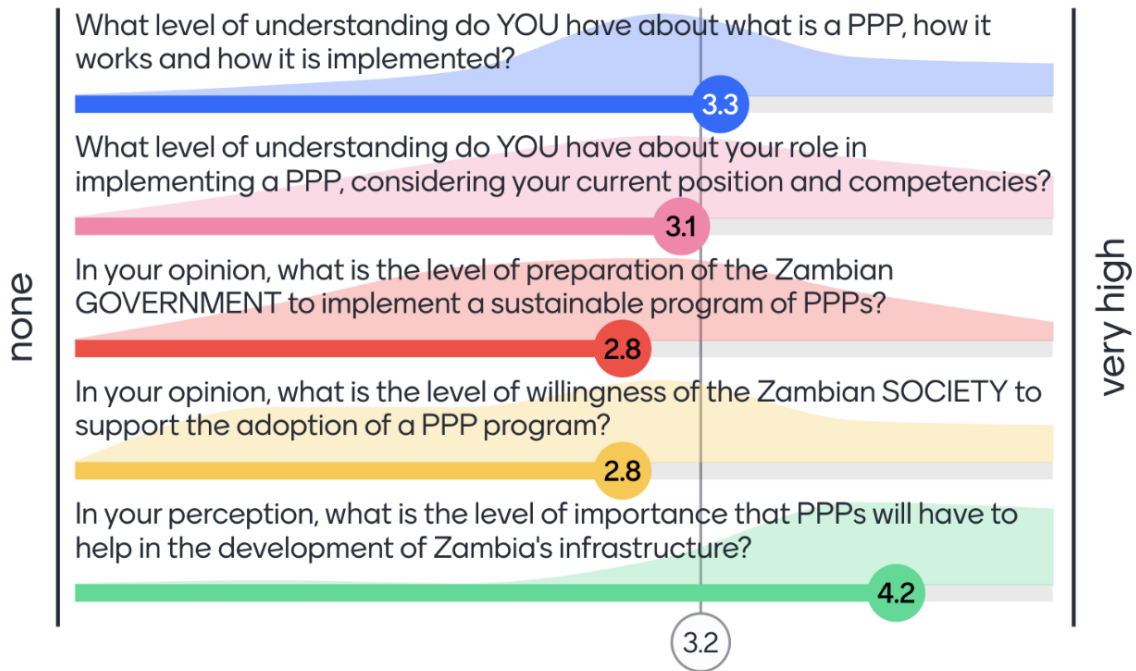 What level of understanding do YOU have about what is a PPP, how it
works and how it is implemented?
3.3
What level of understanding do YOU have about your role in
implementing a PPP, considering your current position and competencies?
3.1
none
In your opinion, what is the level of preparation of the Zambian
GOVERNMENT to implement a sustainable program of PPPs?
2.8
very high
In your opinion, what is the level of willingness of the Zambian SOCIETY to
support the adoption of a PPP program?
2.8
In your perception, what is the level of importance that PPPs will have to
help in the development of Zambia's infrastructure?
4.2
3.2